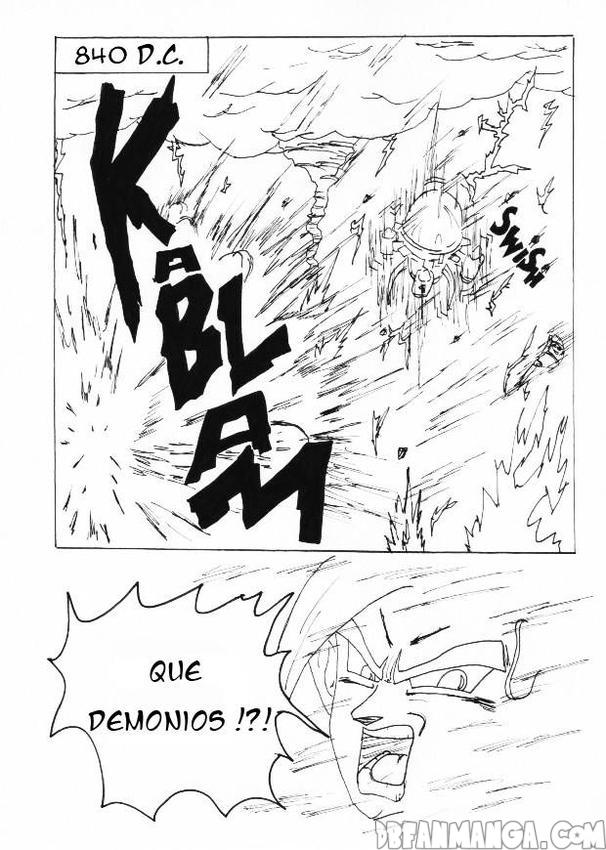 840 D.C.
KABLAM
SWISH
QUE
DEMONIOS !?!
DBFANMANGA.COM